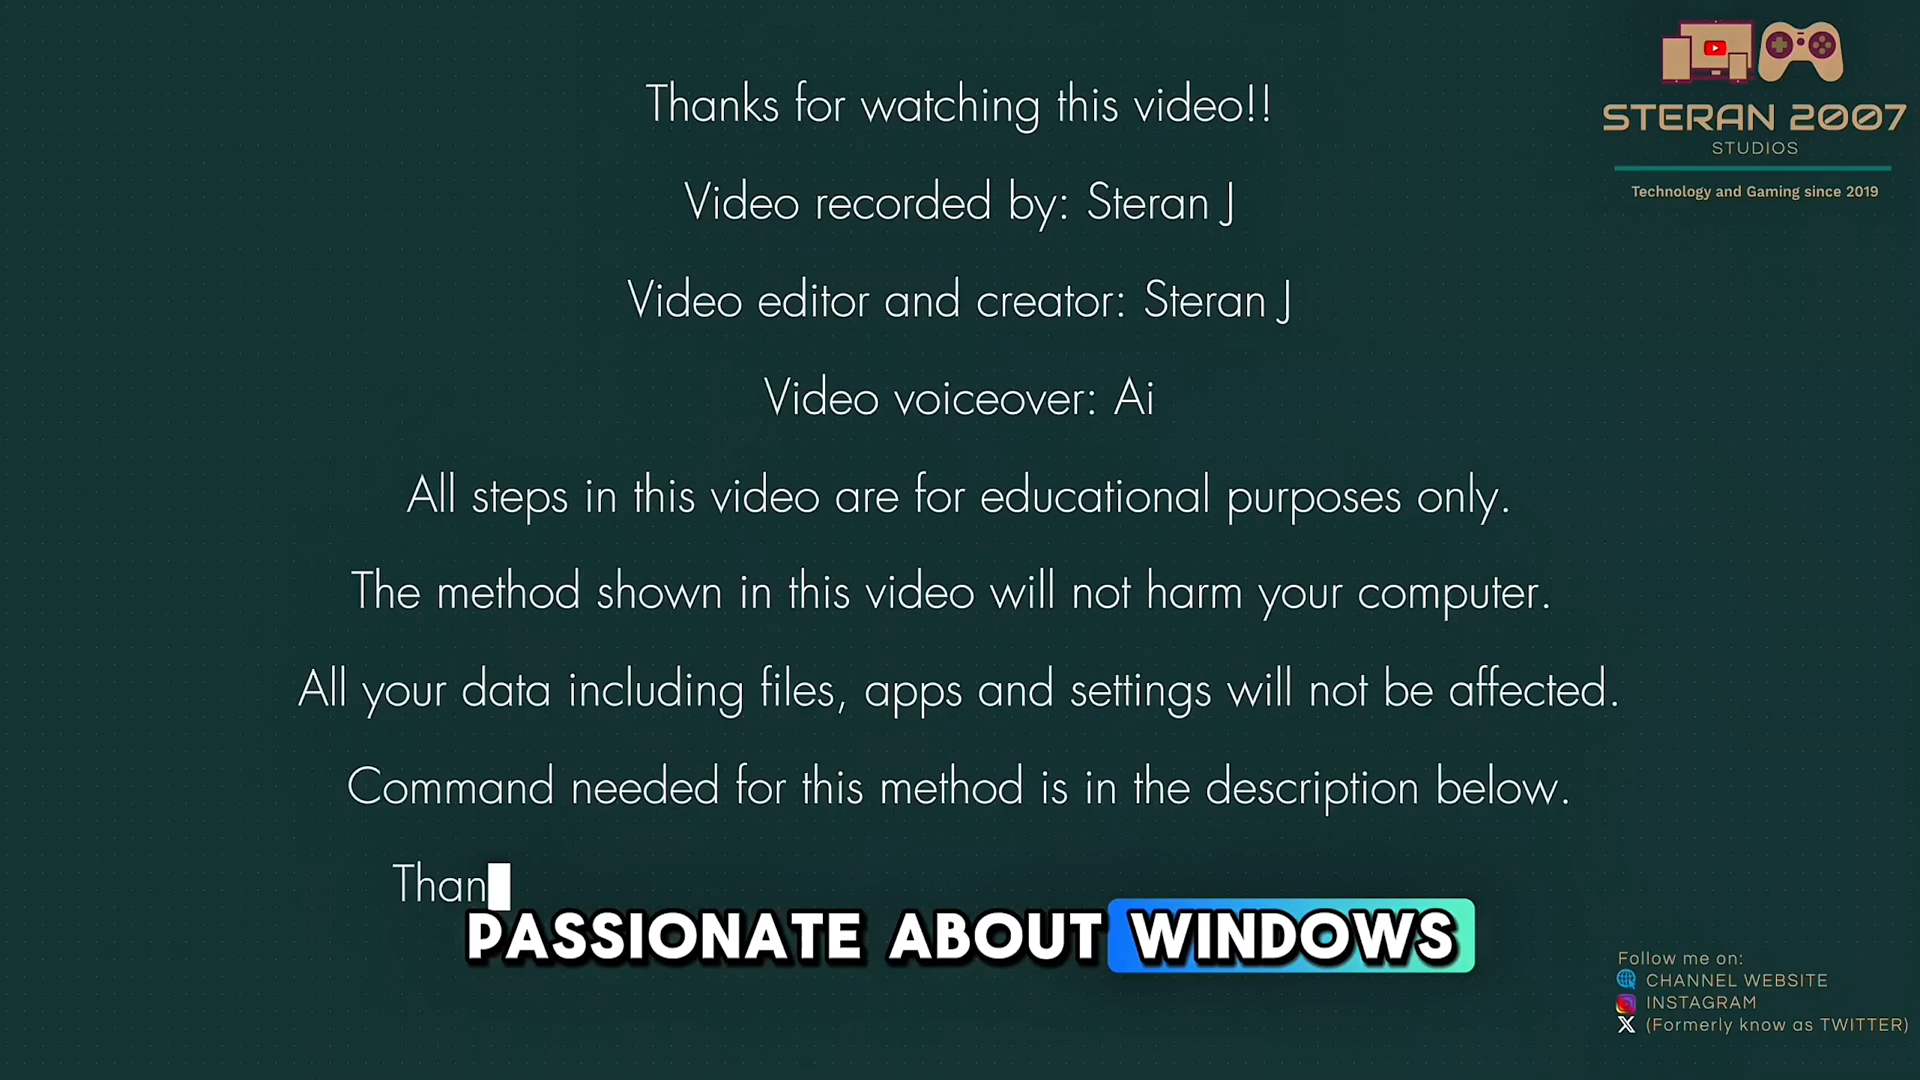 Thanks for watching this video!!
Video recorded by: Steran J
Video editor and creator: Steran J
Video voiceover: Ai
All steps in this video are for educational purposes only.
The method shown in this video will not harm your computer.
All your data including files, apps and settings will not be affected.
Command needed for this method is in the description below.
Than
PASSIONATE ABOUT WINDOWS
STERAN 2007
STUDIOS
Technology and Gaming since 2019
Follow me on:
CHANNEL WEBSITE
INSTAGRAM
X (Formerly know as TWITTER)